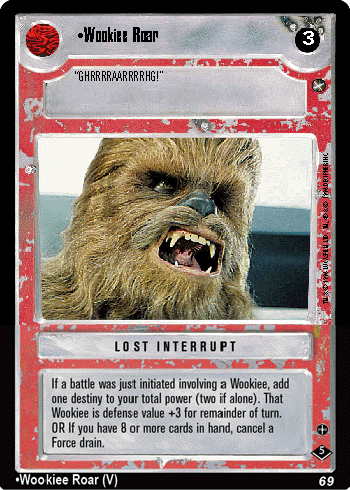 •Wookiee Roar
3
"GHRRRRAARRRRHG!"
LOST INTERRUPT
If a battle was just initiated involving a Wookiee, add
one destiny to your total power (two if alone). That
Wookiee is defense value +3 for remainder of turn.
OR If you have 8 or more cards in hand, cancel a
Force drain.
5
•Wookiee Roar (V)
69